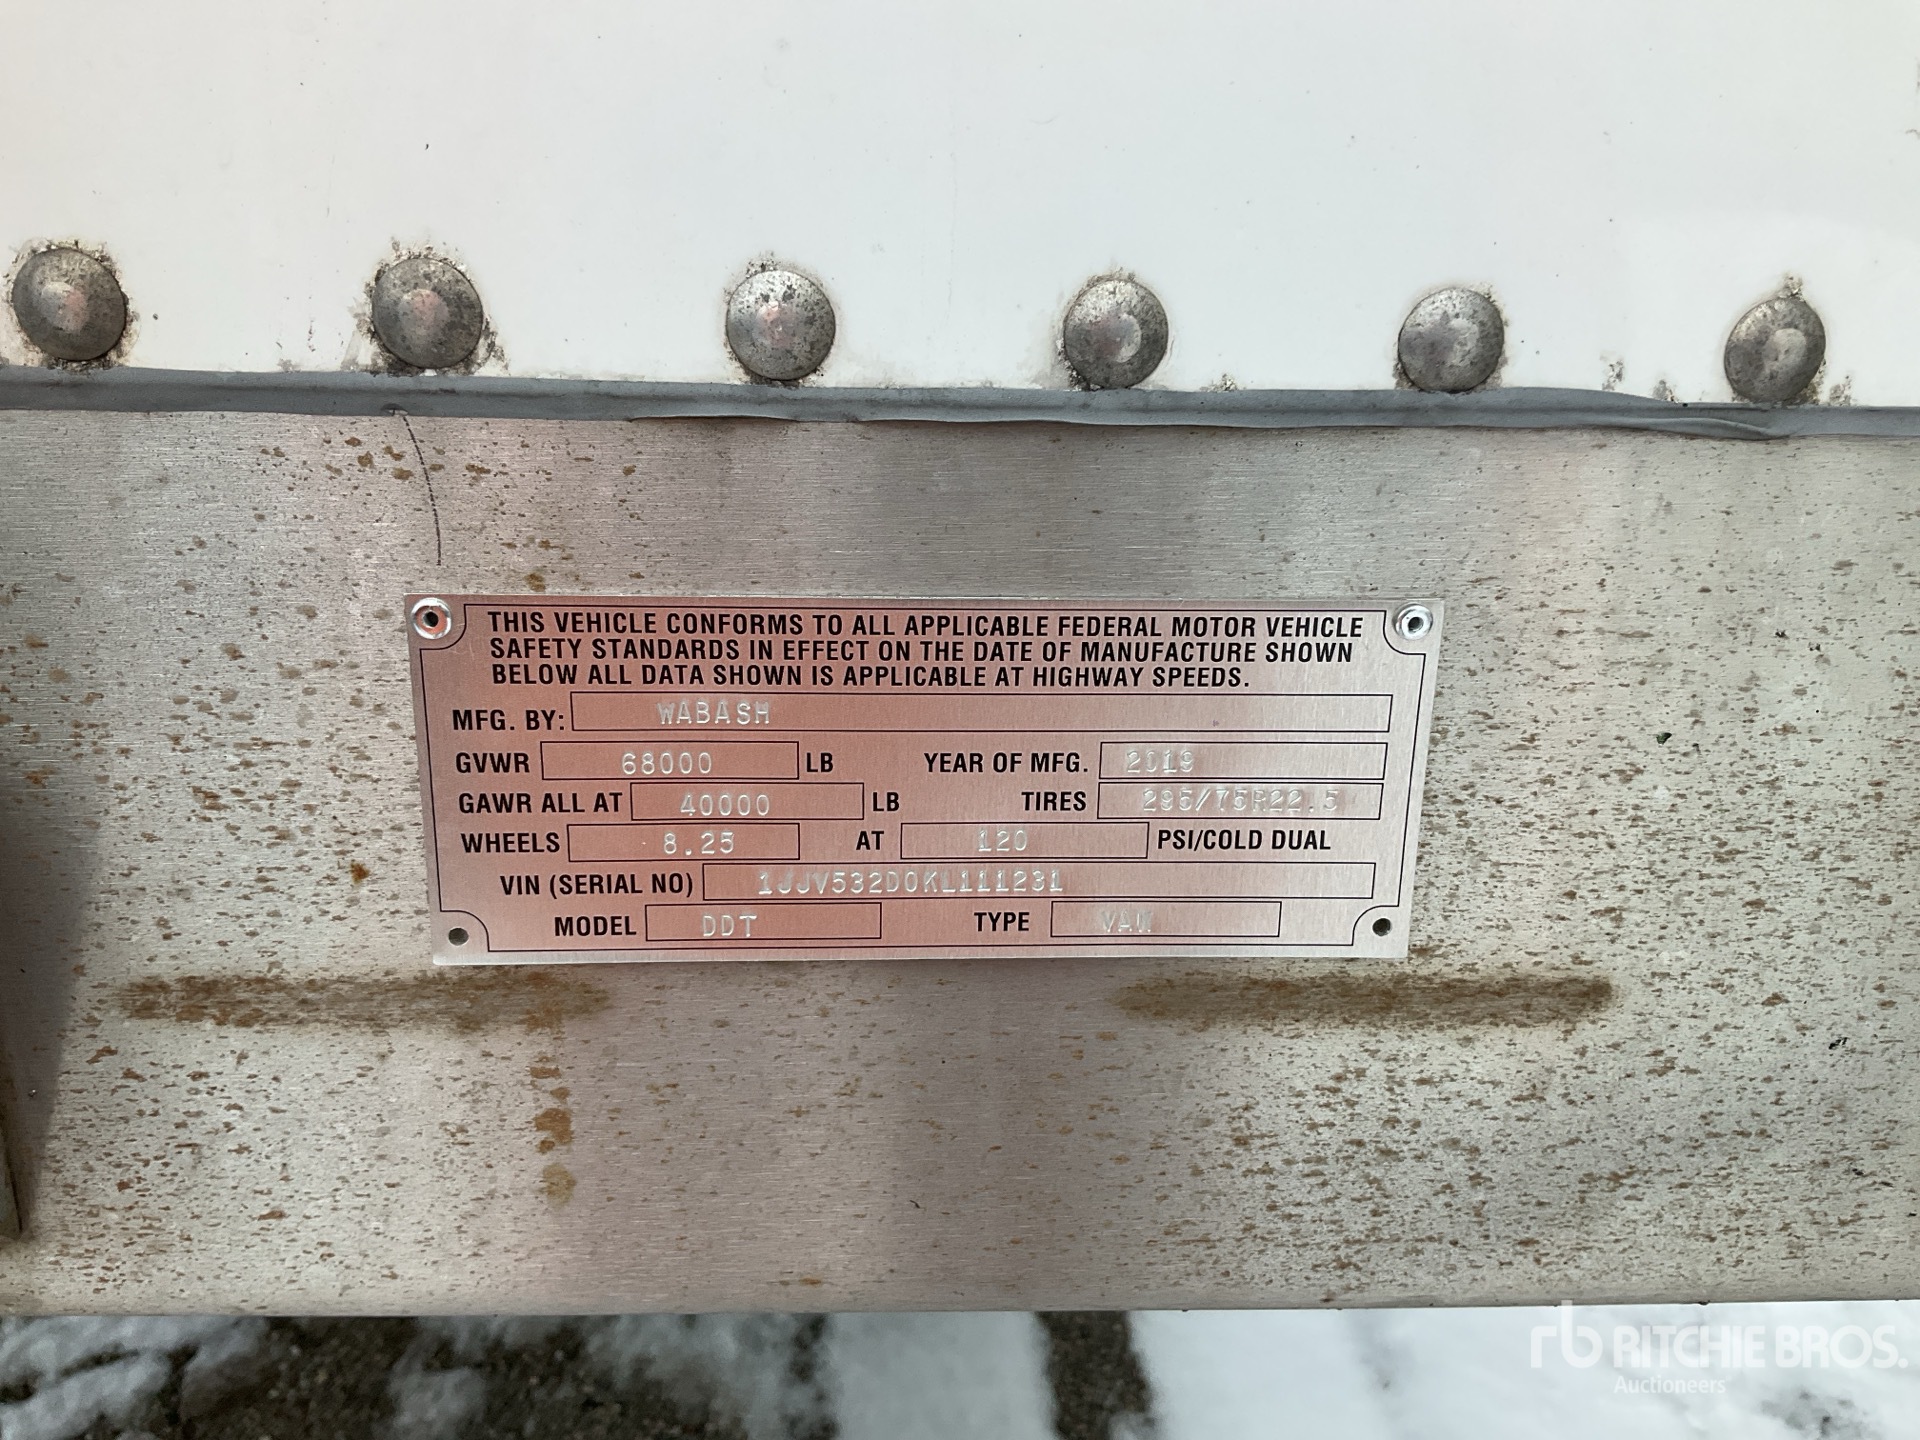 THIS VEHICLE CONFORMS TO ALL APPLICABLE FEDERAL MOTOR VEHICLE
SAFETY STANDARDS IN EFFECT ON THE DATE OF MANUFACTURE SHOWN
BELOW ALL DATA SHOWN IS APPLICABLE AT HIGHWAY SPEEDS.
MFG. BY: WABASH
GVWR 68000 LB YEAR OF MFG. 2019
GAWR ALL AT 40000 LB TIRES 295/75R22.5
WHEELS 8.25 AT 120 PSI/COLD DUAL
VIN (SERIAL NO) 1JJV532D0KL111231
MODEL DDT TYPE VAN
rb RITCHIE BROS.
Auctioneers